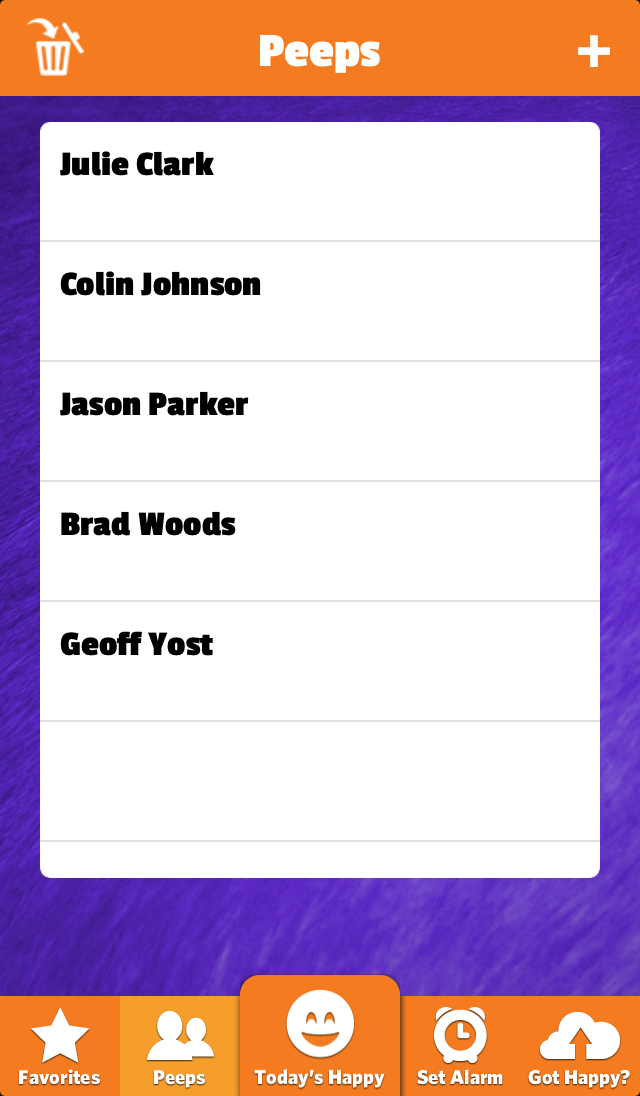 Peeps
Julie Clark
Colin Johnson
Jason Parker
Brad Woods
Geoff Yost
Favorites
Peeps
Today's Happy
Set Alarm
Got Happy?